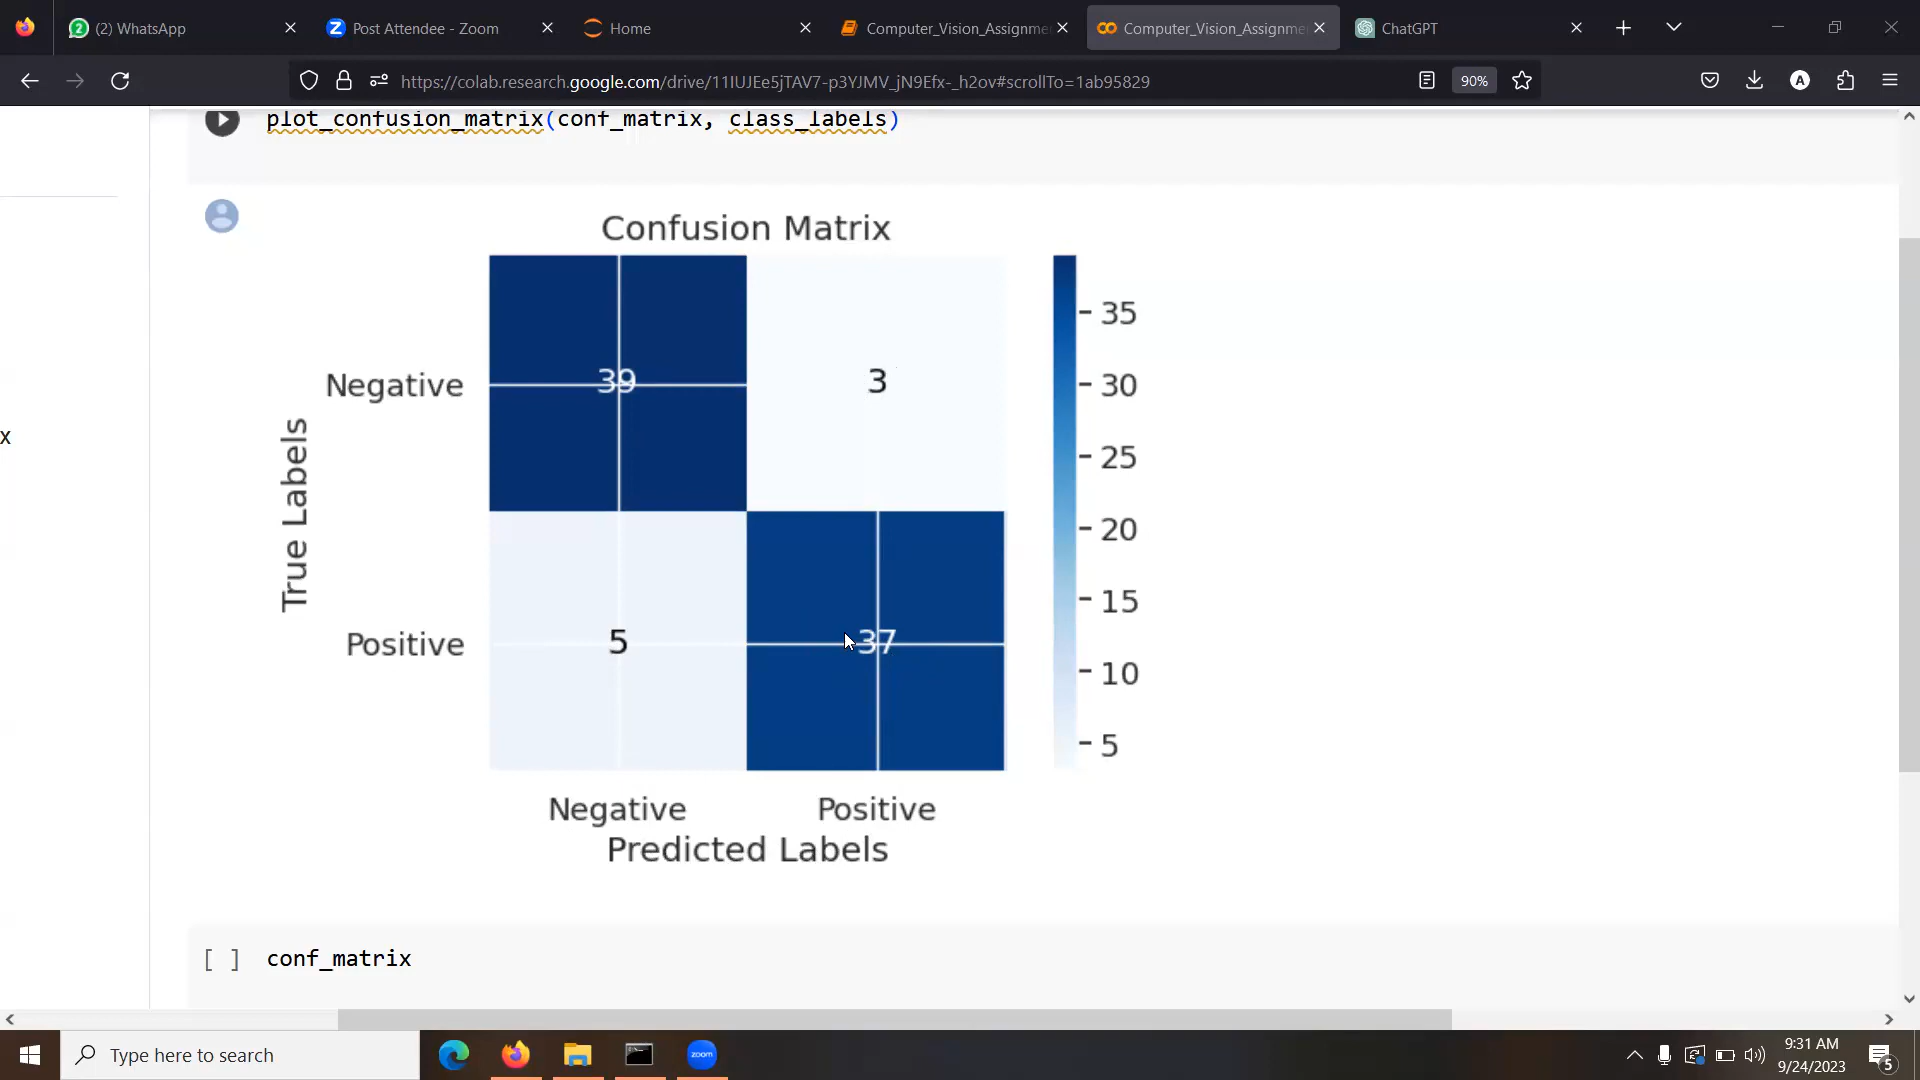 (2) WhatsApp
Post Attendee - Zoom
Home
Computer_Vision_Assignme
Computer_Vision_Assignme
ChatGPT
https://colab.research.google.com/drive/11IUJEe5jTAV7-p3YJMV_jN9Efx-_h2ov#scrollTo=1ab95829
90%
A
plot_confusion_matrix(conf_matrix, class_labels)
Confusion Matrix
39
3
35
Negative
30
x
True Labels
25
20
15
Positive
5
37
10
5
Negative
Positive
Predicted Labels
[ ]
conf_matrix
Type here to search
zoom
9:31 AM
9/24/2023
5